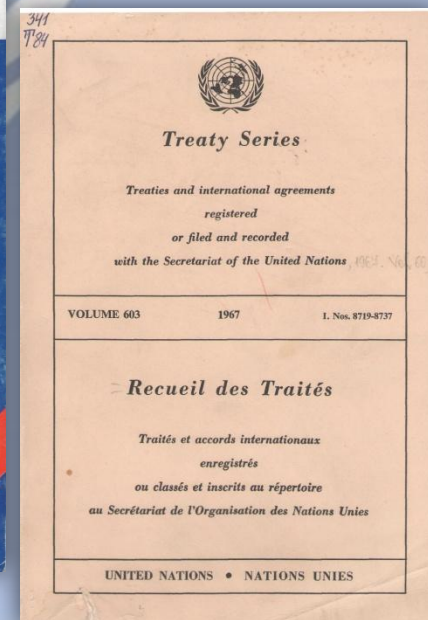 341
T84
Treaty Series
Treaties and international agreements
registered
or filed and recorded
with the Secretariat of the United Nations
VOLUME 603 1967 I. Nos. 8719-8737
Recueil des Traités
Traités et accords internationaux
enregistrés
ou classés et inscrits au répertoire
au Secrétariat de l'Organisation des Nations Unies
UNITED NATIONS • NATIONS UNIES